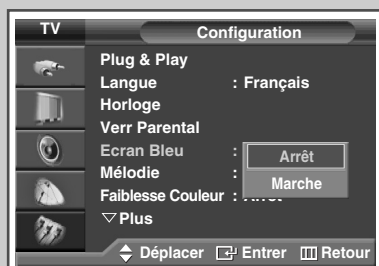 TV Configuration
Plug & Play
Langue : Français
Horloge
Verr Parental
Ecran Bleu : Arrêt
Mélodie : Marche
Faiblesse Couleur : Arrêt
▽Plus
Déplacer Entrer Retour